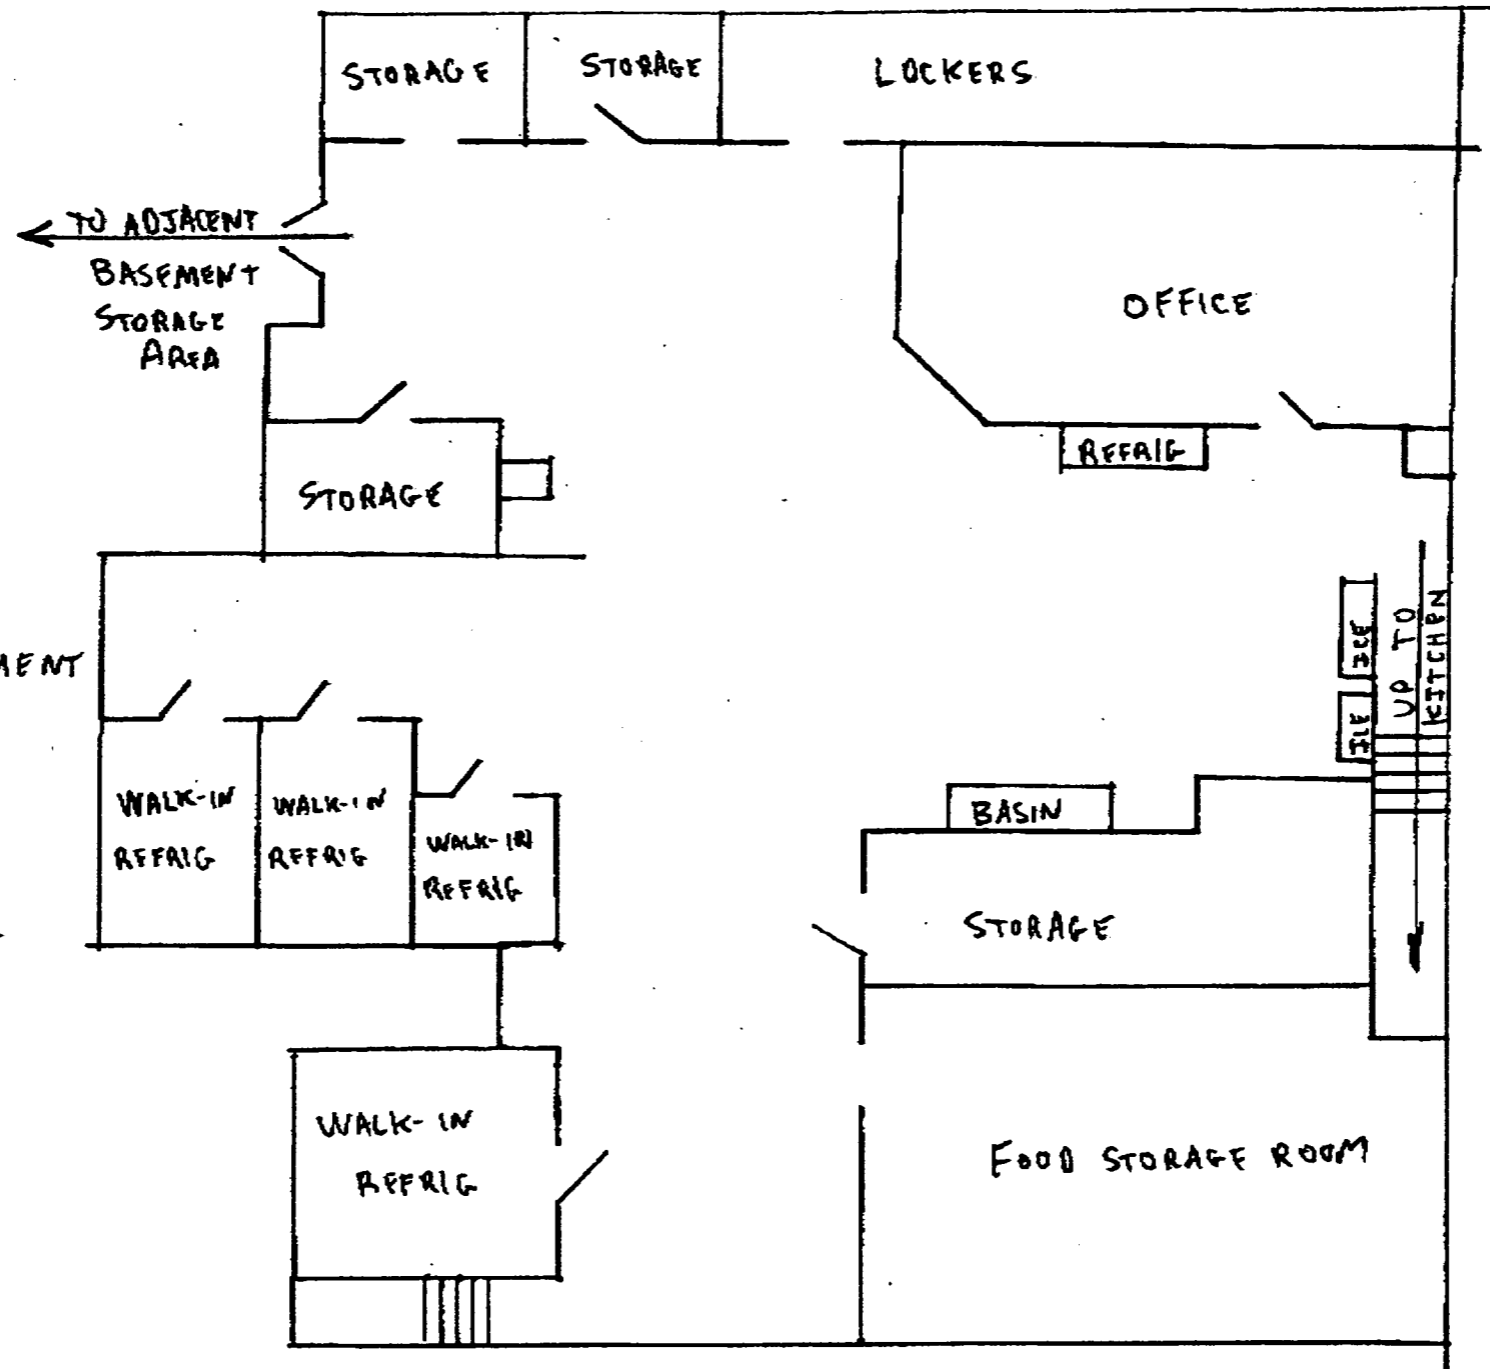 STORAGE
STORAGE
LOCKERS
TO ADJACENT
BASEMENT
STORAGE
AREA
OFFICE
REFRIG
STORAGE
ICE
ICE
UP TO
KITCHEN
MENT
WALK-IN
REFRIG
WALK-IN
REFRIG
WALK-IN
REFRIG
BASIN
STORAGE
WALK-IN
REFRIG
FOOD STORAGE ROOM